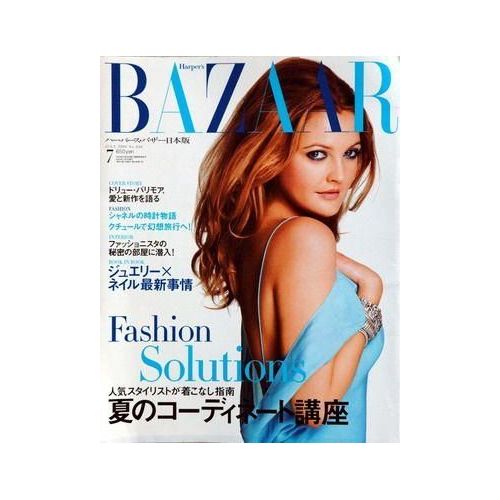 Harper's
BAZAAR
ハーパース・バザー日本版
7
650yen
COVER STORY
ドリュー・バリモア、
愛と新作を語る
FASHION
シャネルの時計物語
クチュールで幻想旅行へ!
INTERIOR
ファッショニスタの
秘密の部屋に潜入!
BOOK IN BOOK
ジュエリー×
ネイル最新事情
Fashion
Solutions
人気スタイリストが着こなし指南
夏のコーディネート講座